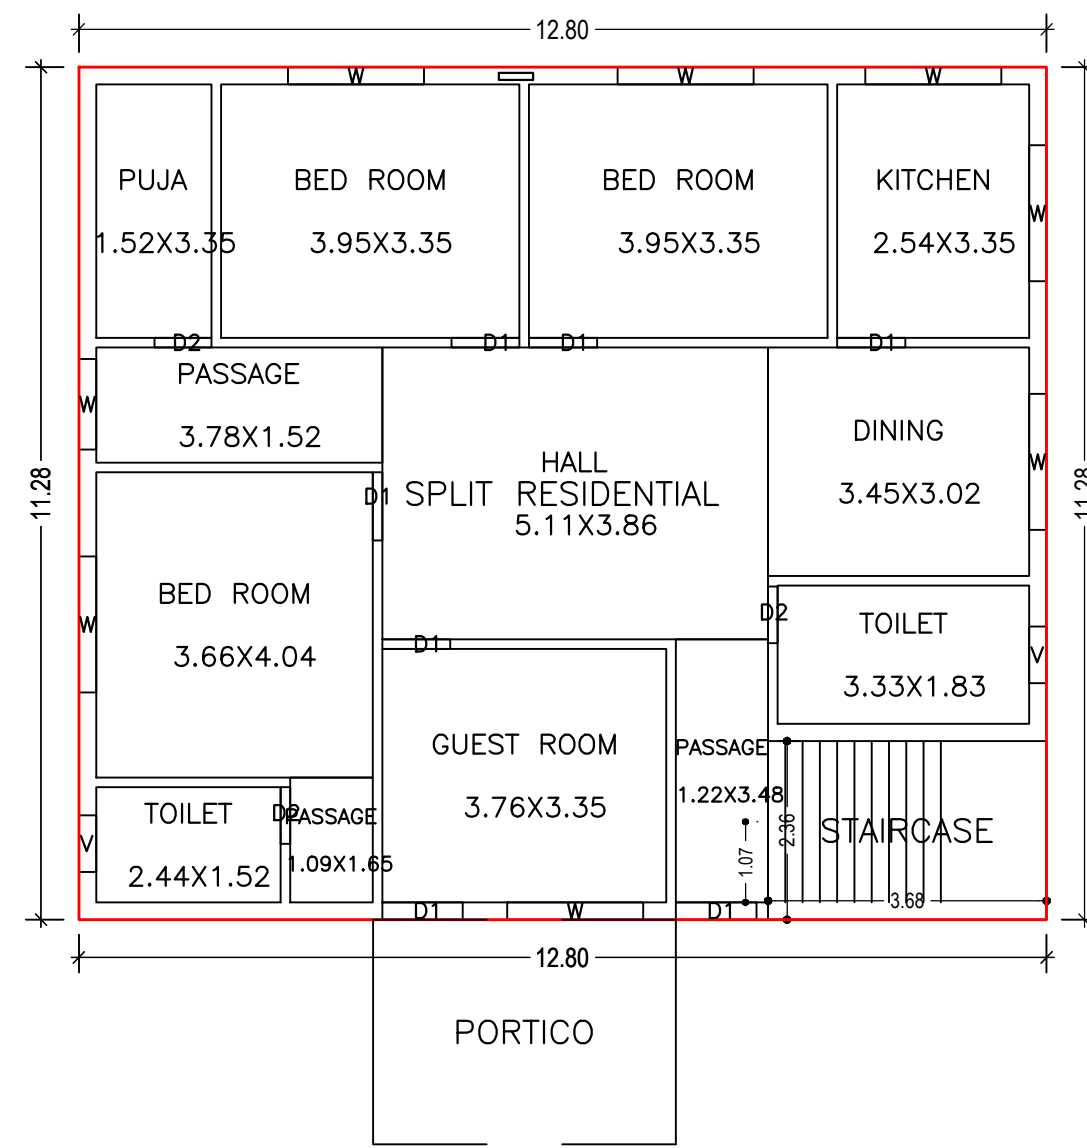 12.80
W
W
W
PUJA
BED ROOM
BED ROOM
KITCHEN
1.52X3.35
3.95X3.35
3.95X3.35
2.54X3.35
W
D2
D1
D1
D1
PASSAGE
3.78X1.52
W
DINING
3.45X3.02
W
HALL
SPLIT RESIDENTIAL
5.11X3.86
D1
11.28
11.28
BED ROOM
3.66X4.04
W
D2
TOILET
3.33X1.83
V
D1
GUEST ROOM
3.76X3.35
PASSAGE
1.22X3.48
TOILET
2.44X1.52
V
D2
PASSAGE
1.09X1.65
1.07
2.36
STAIRCASE
3.68
D1
W
D1
12.80
PORTICO